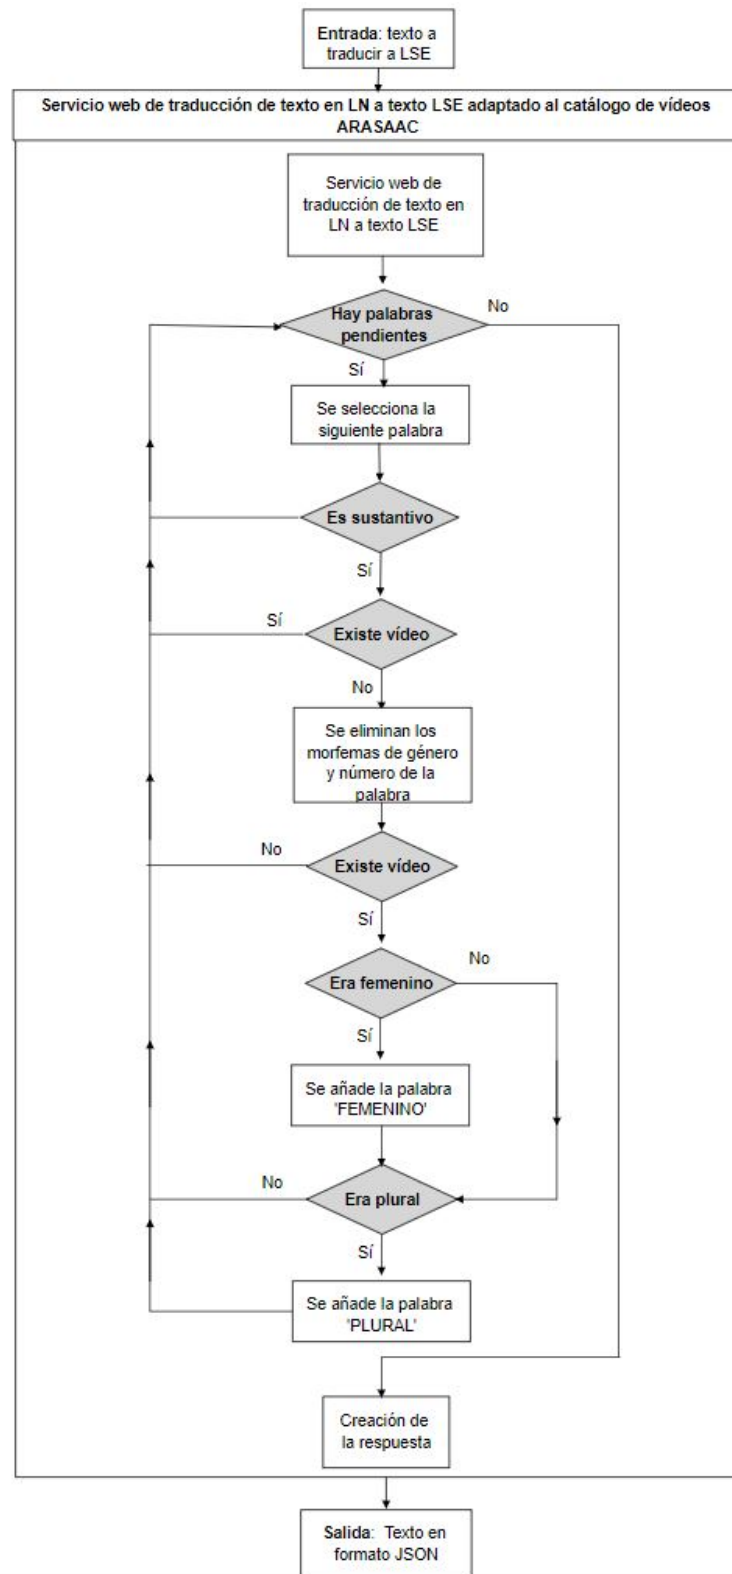 Entrada: texto a
traducir a LSE
Servicio web de traducción de texto en LN a texto LSE adaptado al catálogo de vídeos
ARASAAC
Servicio web de
traducción de texto en
LN a texto LSE
Hay palabras
pendientes
No
Sí
Se selecciona la
siguiente palabra
Es sustantivo
Sí
Existe vídeo
Sí
No
Se eliminan los
morfemas de género
y número de la
palabra
Existe vídeo
No
Sí
Era femenino
No
Sí
Se añade la palabra
'FEMENINO'
Era plural
No
Sí
Se añade la palabra
'PLURAL'
Creación de
la respuesta
Salida: Texto en
formato JSON